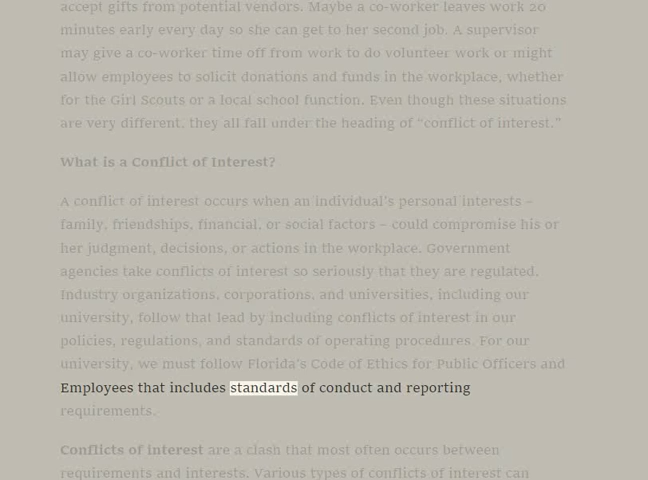 accept gifts from potential vendors. Maybe a co-worker leaves work 20
minutes early every day so she can get to her second job. A supervisor
may give a co-worker time off from work to do volunteer work or might
allow employees to solicit donations and funds in the workplace, whether
for the Girl Scouts or a local school function. Even though these situations
are very different, they all fall under the heading of “conflict of interest.”
What is a Conflict of Interest?
A conflict of interest occurs when an individual’s personal interests –
family, friendships, financial, or social factors – could compromise his or
her judgment, decisions, or actions in the workplace. Government
agencies take conflicts of interest so seriously that they are regulated.
Industry organizations, corporations, and universities, including our
university, follow that lead by including conflicts of interest in our
policies, regulations, and standards of operating procedures. For our
university, we must follow Florida’s Code of Ethics for Public Officers and
Employees that includes standards of conduct and reporting
requirements.
Conflicts of interest are a clash that most often occurs between
requirements and interests. Various types of conflicts of interest can